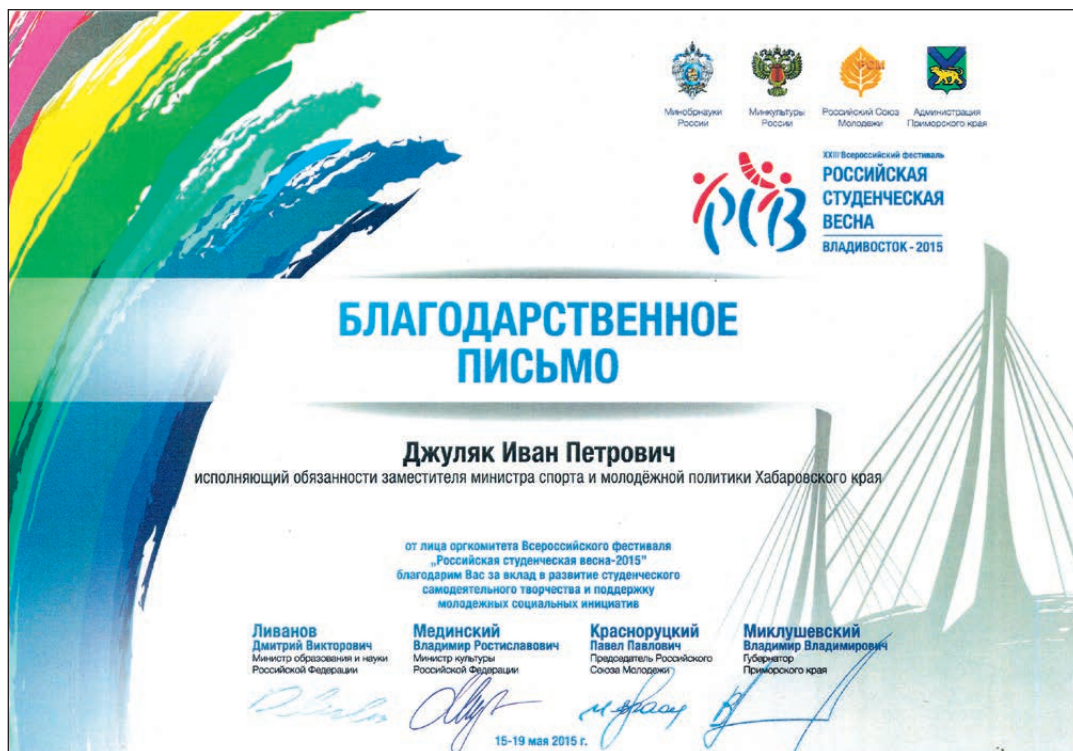 Минобрнауки
России
Минкультуры
России
РСМ
Российский Союз
Молодежи
Администрация
Приморского края
РСВ
XXIII Всероссийский фестиваль
РОССИЙСКАЯ
СТУДЕНЧЕСКАЯ
ВЕСНА
ВЛАДИВОСТОК - 2015
БЛАГОДАРСТВЕННОЕ
ПИСЬМО
Джуляк Иван Петрович
исполняющий обязанности заместителя министра спорта и молодёжной политики Хабаровского края
от лица оргкомитета Всероссийского фестиваля
„Российская студенческая весна-2015”
благодарим Вас за вклад в развитие студенческого
самодеятельного творчества и поддержку
молодежных социальных инициатив
Ливанов
Дмитрий Викторович
Министр образования и науки
Российской Федерации
Мединский
Владимир Ростиславович
Министр культуры
Российской Федерации
Красноруцкий
Павел Павлович
Председатель Российского
Союза Молодежи
Миклушевский
Владимир Владимирович
Губернатор
Приморского края
15-19 мая 2015 г.